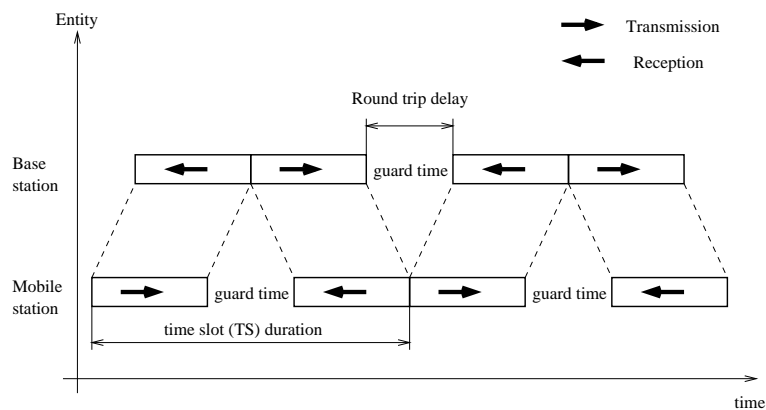 Entity
Transmission
Reception
Round trip delay
Base
station
guard time
Mobile
station
guard time
guard time
time slot (TS) duration
time